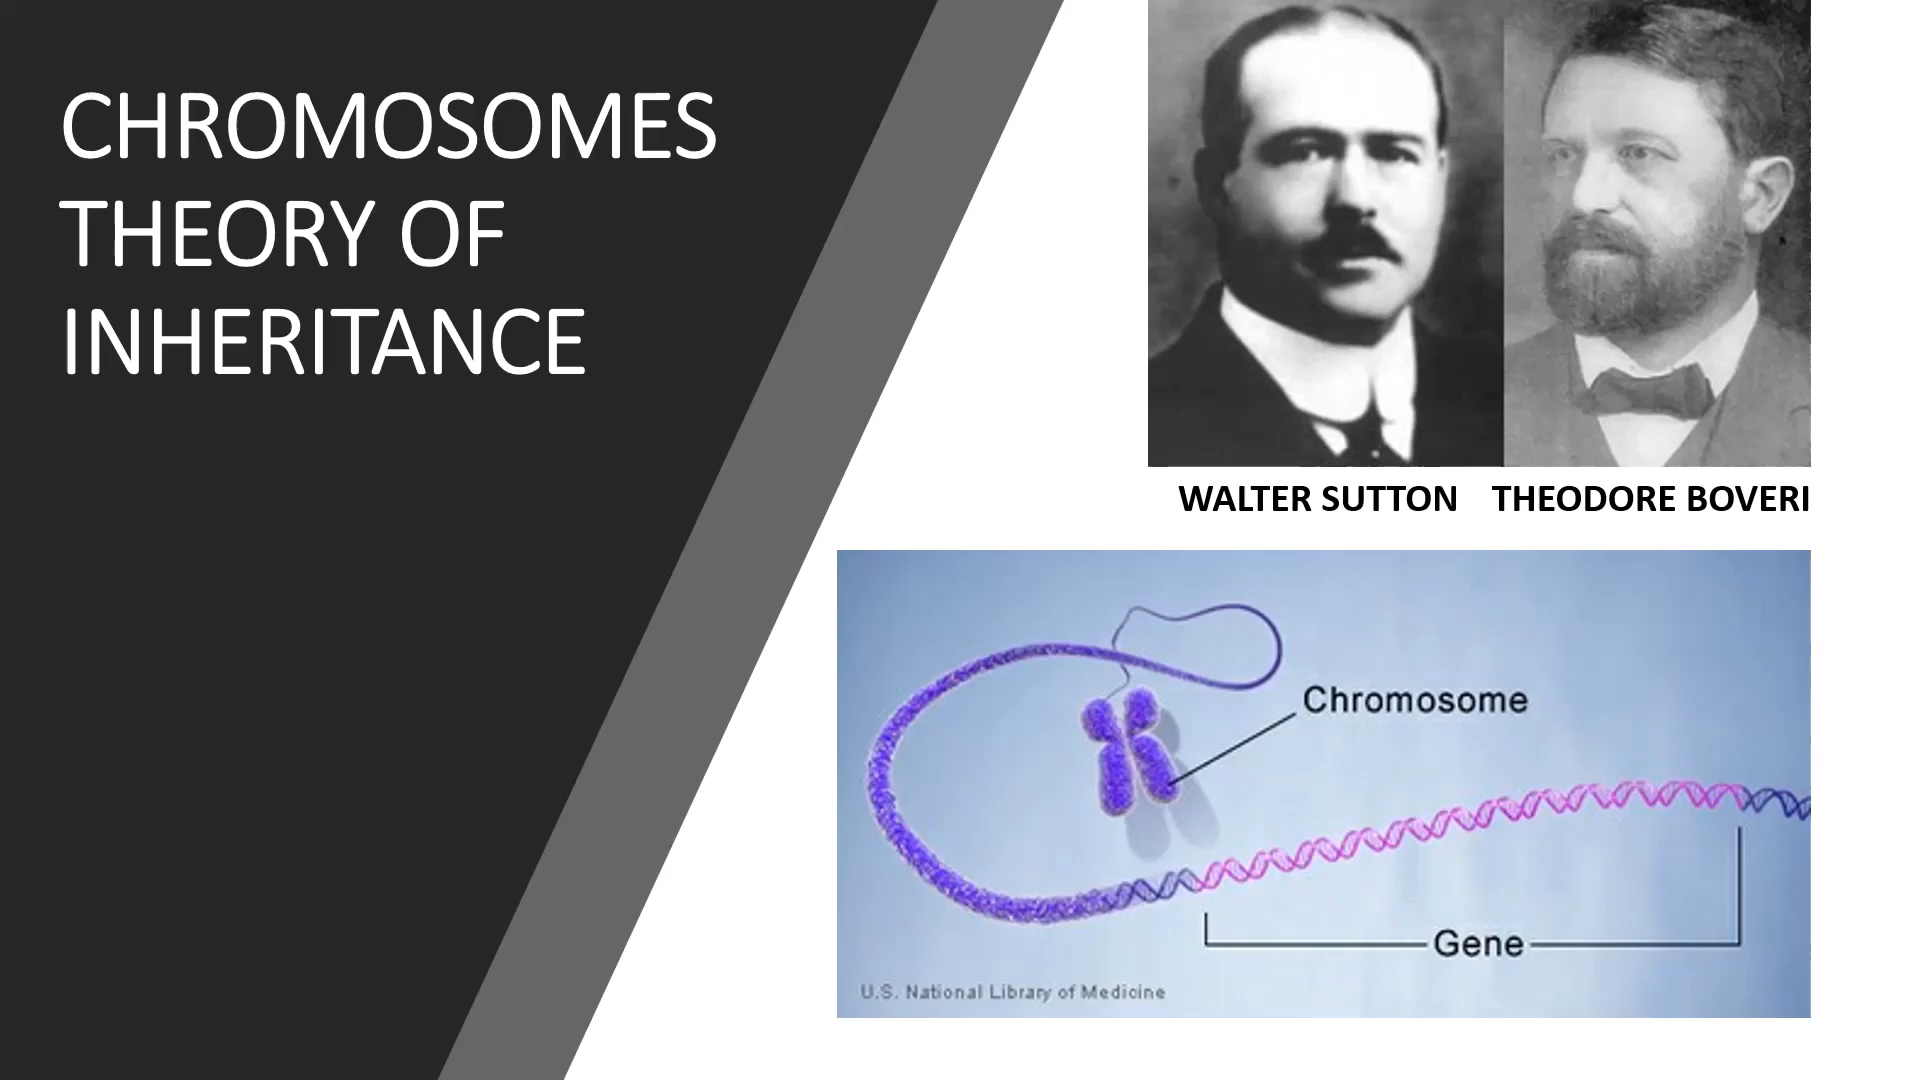 CHROMOSOMES
THEORY OF
INHERITANCE
WALTER SUTTON THEODORE BOVERI
Chromosome
Gene
U.S. National Library of Medicine